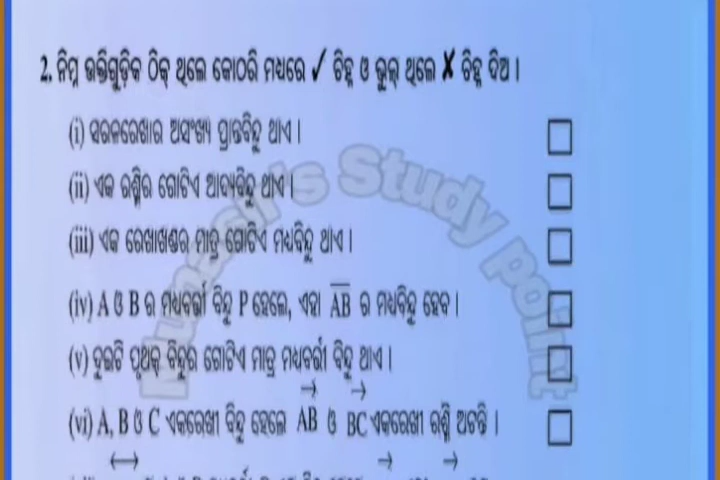 2. ନିମ୍ନ ଉକ୍ତିଗୁଡ଼ିକ ଠିକ୍ ଥିଲେ କୋଠରି ମଧ୍ୟରେ ✓ ଚିହ୍ନ ଓ ଭୁଲ୍ ଥିଲେ ✗ ଚିହ୍ନ ଦିଅ ।
(i) ସରଳରେଖାର ଅସଂଖ୍ୟ ପ୍ରାନ୍ତବିନ୍ଦୁ ଥାଏ ।
(ii) ଏକ ରଶ୍ମିର ଗୋଟିଏ ଆଦ୍ୟବିନ୍ଦୁ ଥାଏ ।
(iii) ଏକ ରେଖାଖଣ୍ଡର ମାତ୍ର ଗୋଟିଏ ମଧ୍ୟବିନ୍ଦୁ ଥାଏ ।
(iv) A ଓ B ର ମଧ୍ୟବର୍ତ୍ତୀ ବିନ୍ଦୁ P ହେଲେ, ଏହା A̅B̅ ର ମଧ୍ୟବିନ୍ଦୁ ହେବ ।
(v) ଦୁଇଟି ପୃଥକ୍ ବିନ୍ଦୁର ଗୋଟିଏ ମାତ୍ର ମଧ୍ୟବର୍ତ୍ତୀ ବିନ୍ଦୁ ଥାଏ ।
(vi) A, B ଓ C ଏକରେଖୀ ବିନ୍ଦୁ ହେଲେ AB→ ଓ BC→ ଏକରେଖୀ ରଶ୍ମି ଅଟନ୍ତି ।
Study Point